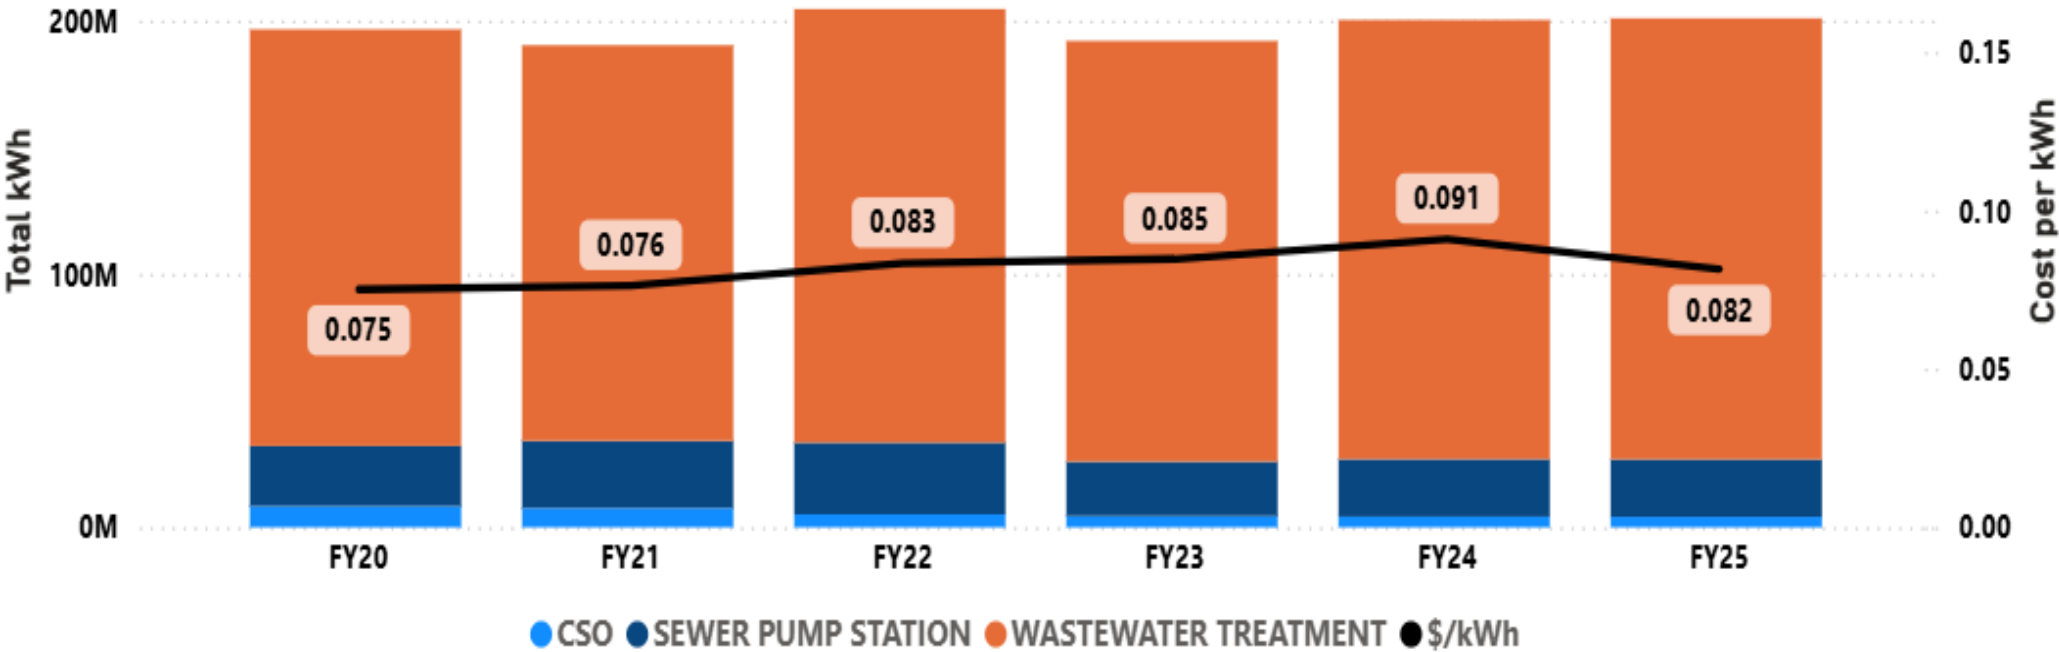 200M
100M
0M
Total kWh
0.15
0.10
0.05
0.00
Cost per kWh
0.075
0.076
0.083
0.085
0.091
0.082
FY20 FY21 FY22 FY23 FY24 FY25
CSO SEWER PUMP STATION WASTEWATER TREATMENT $/kWh